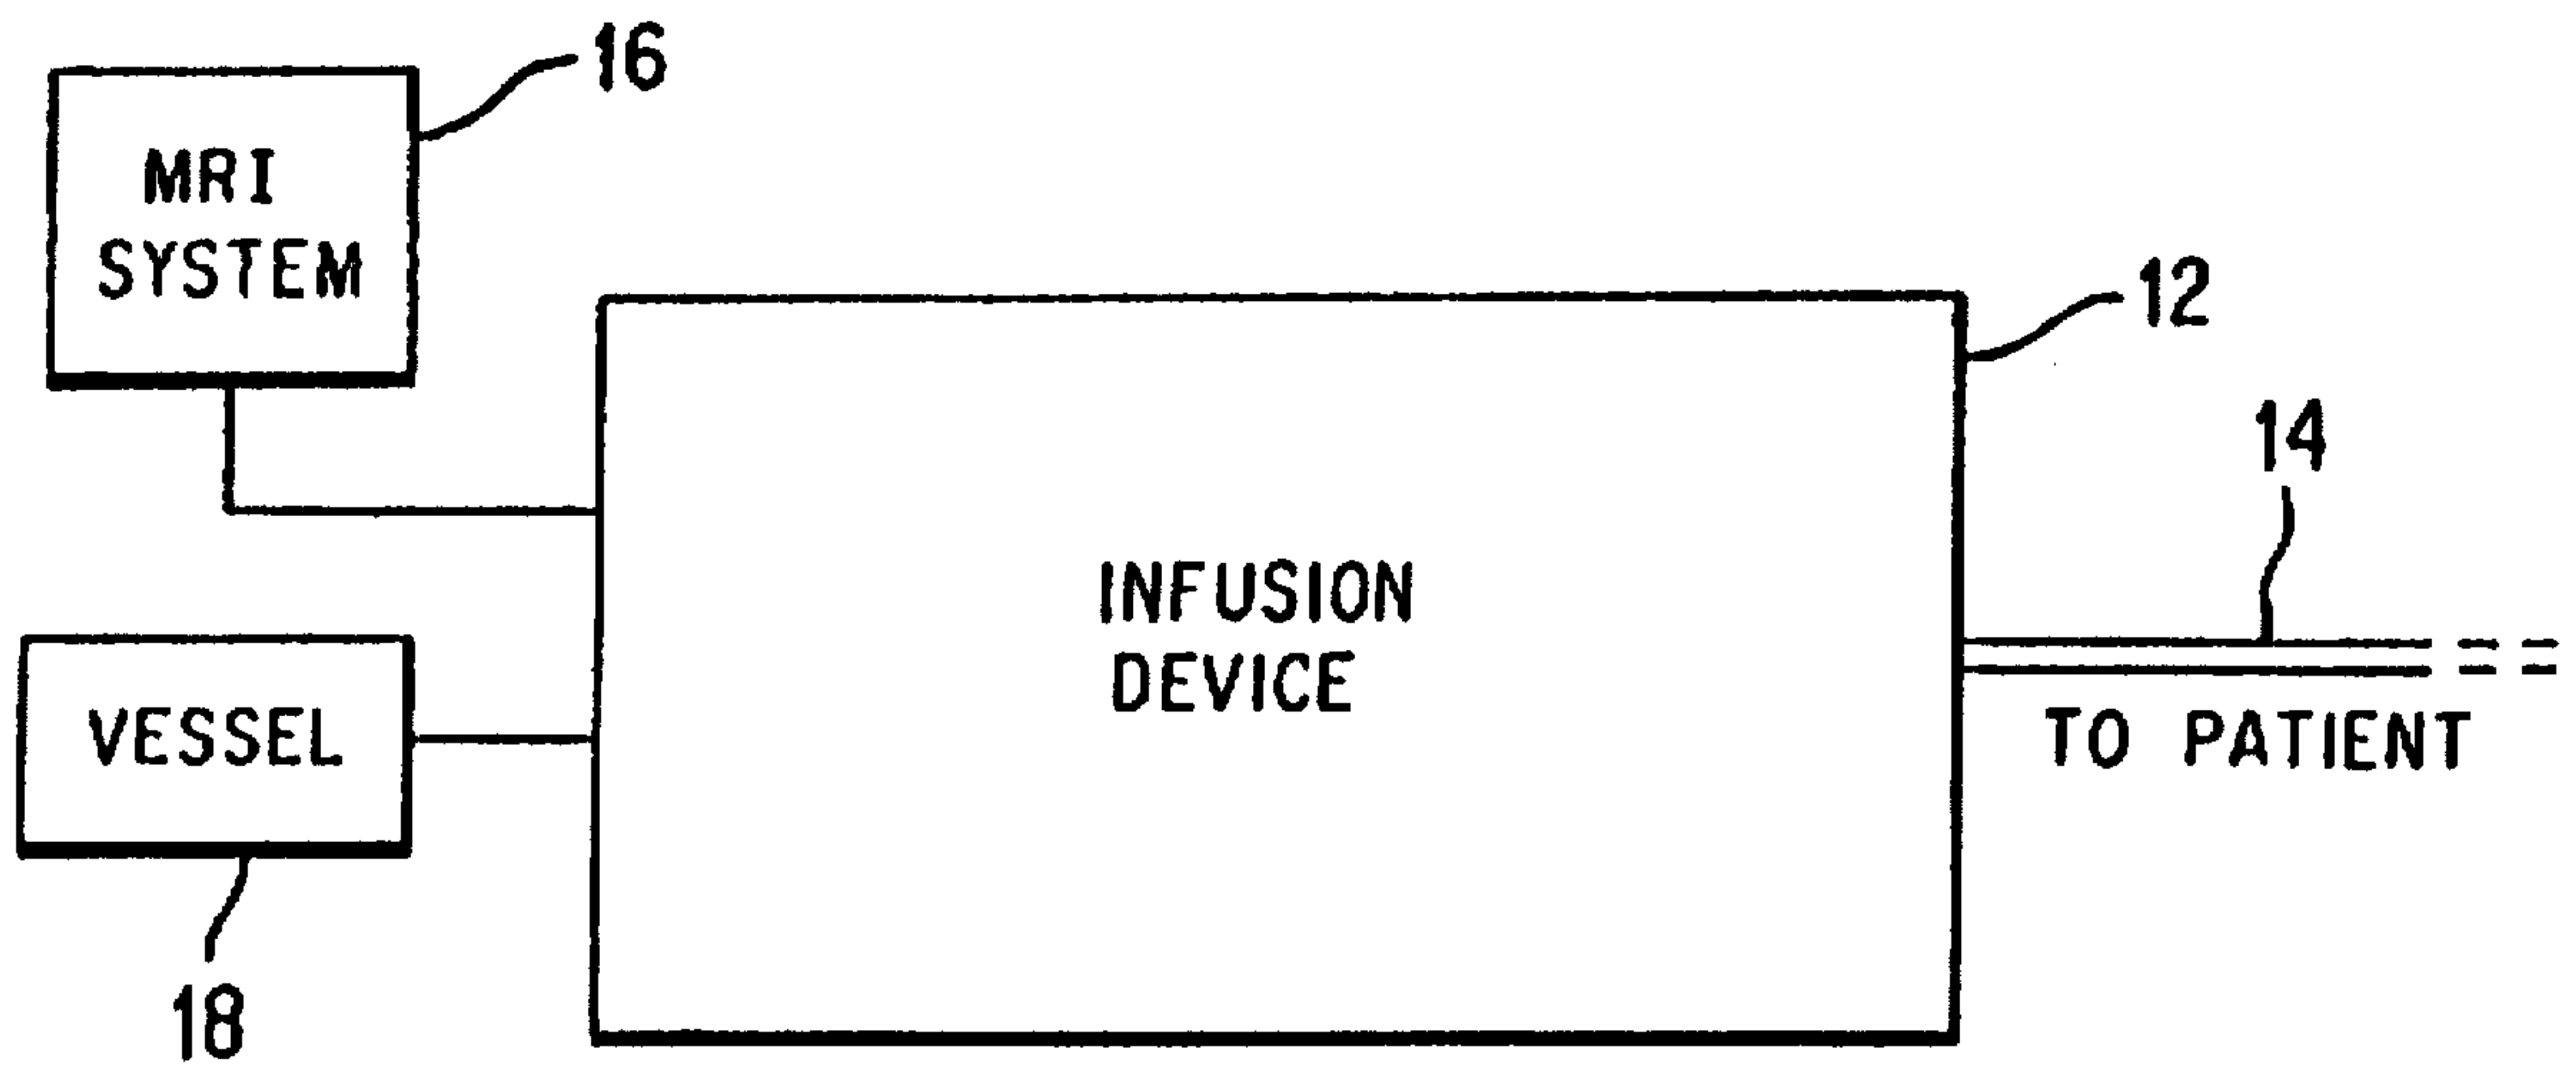 16
MRI
SYSTEM
12
14
INFUSION
DEVICE
VESSEL
TO PATIENT
18